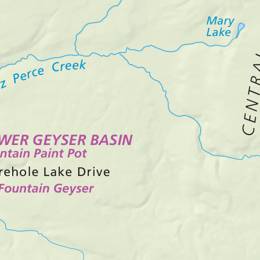 Mary
Lake
z Perce Creek
CENTRAL
WER GEYSER BASIN
ntain Paint Pot
rehole Lake Drive
Fountain Geyser